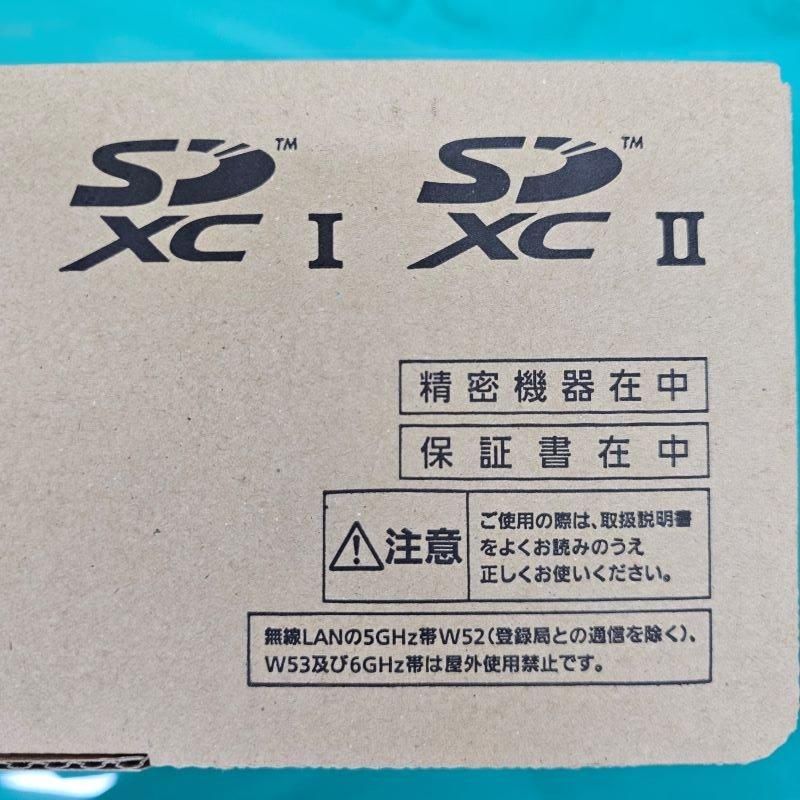 SD™ SD™
XC I XC II
精密機器在中
保証書在中
注意
ご使用の際は、取扱説明書
をよくお読みのうえ
正しくお使いください。
無線LANの5GHz帯W52(登録局との通信を除く)、
W53及び6GHz帯は屋外使用禁止です。